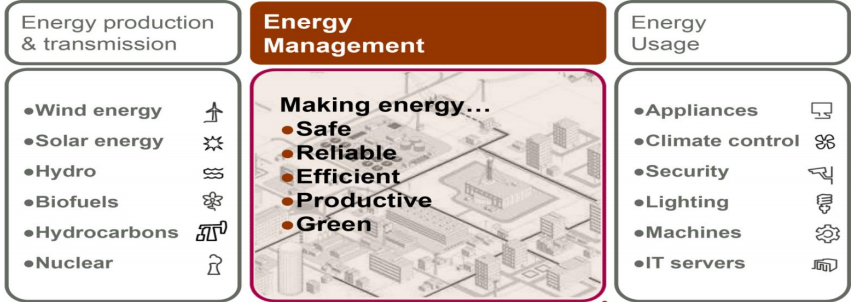 Energy production
& transmission
•Wind energy
•Solar energy
•Hydro
•Biofuels
•Hydrocarbons
•Nuclear
Energy
Management
Making energy...
•Safe
•Reliable
•Efficient
•Productive
•Green
Energy
Usage
•Appliances
•Climate control
•Security
•Lighting
•Machines
•IT servers